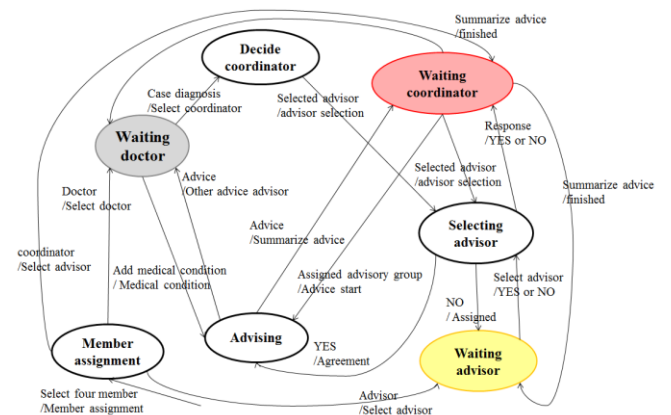 Summarize advice
/finished
Decide
coordinator
Waiting
coordinator
Case diagnosis
/Select coordinator
Selected advisor
/advisor selection
Response
/YES or NO
Waiting
doctor
Advice
/Other advice advisor
Selected advisor
/advisor selection
Summarize advice
/finished
Doctor
/Select doctor
Advice
/Summarize advice
Selecting
advisor
coordinator
/Select advisor
Add medical condition
/ Medical condition
Assigned advisory group
/Advice start
Select advisor
/YES or NO
NO
/ Assigned
Member
assignment
Advising
YES
/Agreement
Waiting
advisor
Select four member
/Member assignment
Advisor
/Select advisor